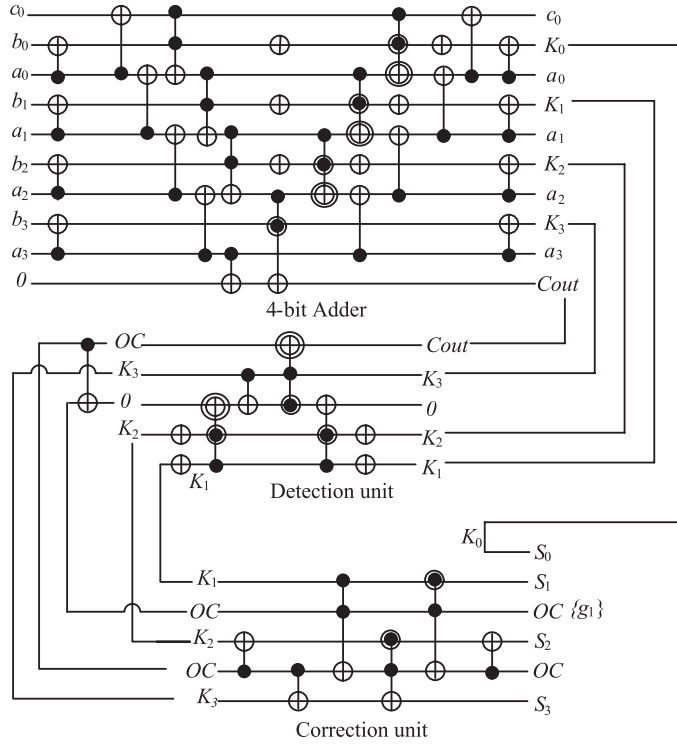 c0 c0
b0 K0
a0 a0
b1 K1
a1 a1
b2 K2
a2 a2
b3 K3
a3 a3
0 Cout
4-bit Adder
OC Cout
K3 K3
0 0
K2 K2
K1 K1
Detection unit
K0
S0
K1 S1
OC OC {g1}
K2 S2
OC OC
K3 S3
Correction unit